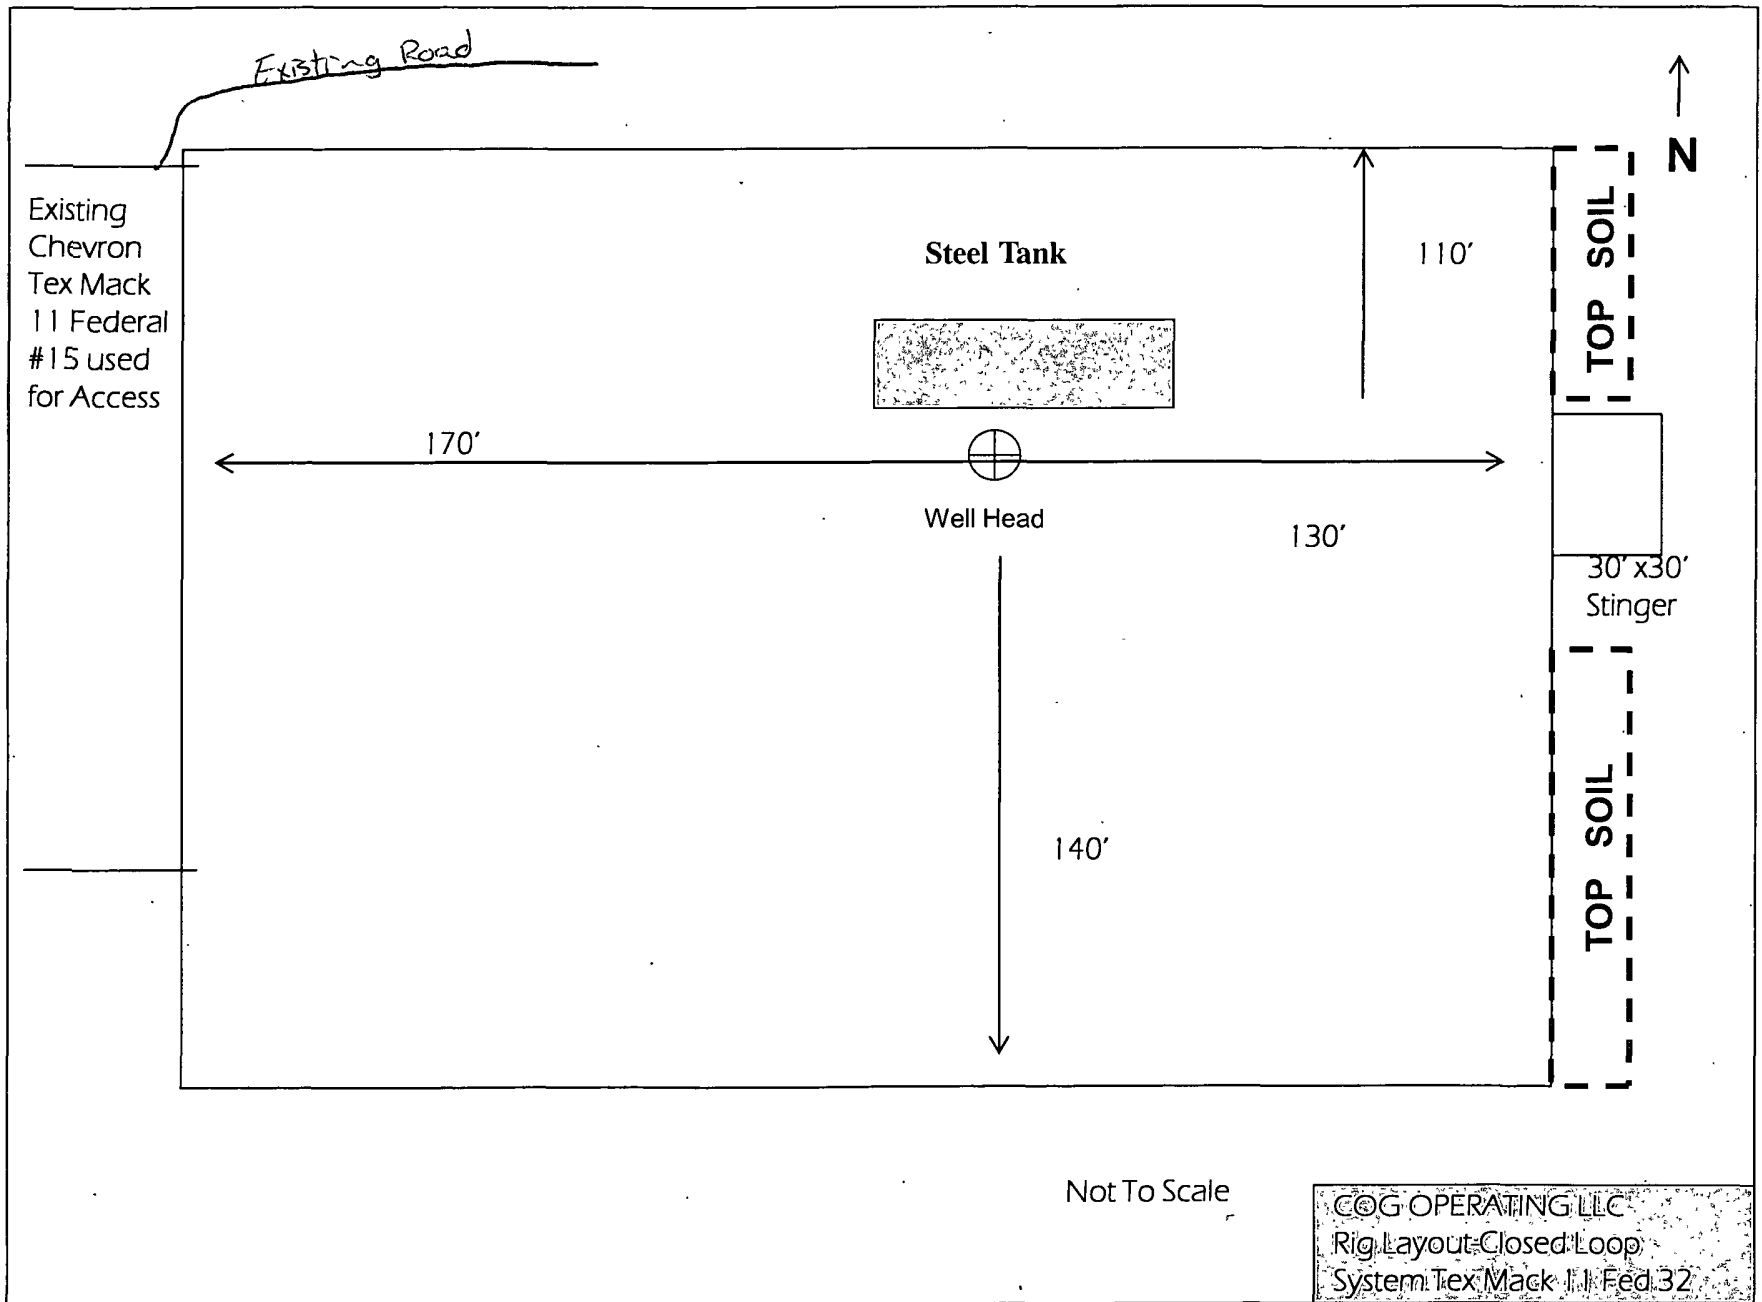 Existing Road
N
Existing
Chevron
Tex Mack
11 Federal
#15 used
for Access
Steel Tank
110'
TOP SOIL
170'
Well Head
130'
30' x30'
Stinger
140'
TOP SOIL
Not To Scale
COG OPERATING LLC
Rig Layout-Closed Loop
System Tex Mack 11 Fed 32